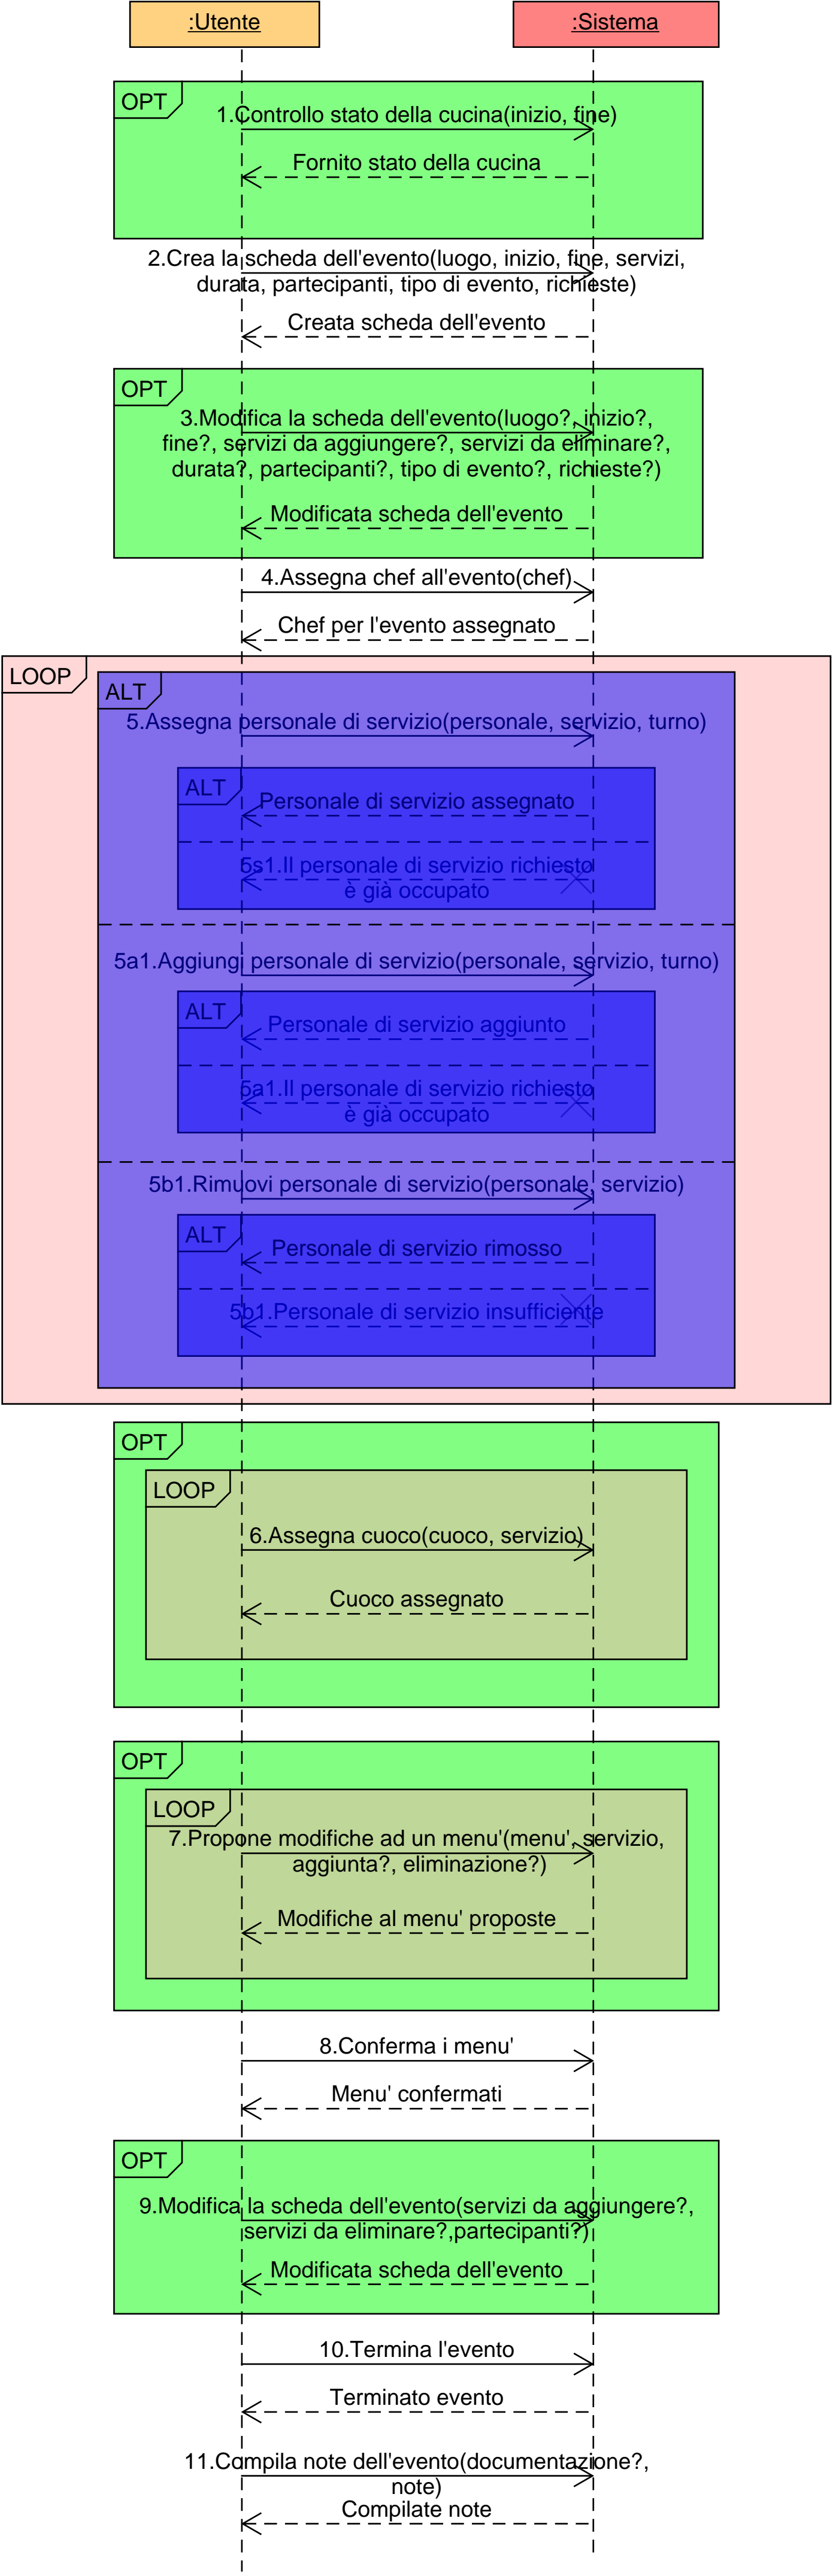 :Utente
:Sistema
OPT
1.Controllo stato della cucina(inizio, fine)
Fornito stato della cucina
2.Crea la scheda dell'evento(luogo, inizio, fine, servizi,
durata, partecipanti, tipo di evento, richieste)
Creata scheda dell'evento
OPT
3.Modifica la scheda dell'evento(luogo?, inizio?,
fine?, servizi da aggiungere?, servizi da eliminare?,
durata?, partecipanti?, tipo di evento?, richieste?)
Modificata scheda dell'evento
4.Assegna chef all'evento(chef)
Chef per l'evento assegnato
LOOP
ALT
5.Assegna personale di servizio(personale, servizio, turno)
ALT
Personale di servizio assegnato
5s1.Il personale di servizio richiesto
è già occupato
5a1.Aggiungi personale di servizio(personale, servizio, turno)
ALT
Personale di servizio aggiunto
5a1.Il personale di servizio richiesto
è già occupato
5b1.Rimuovi personale di servizio(personale, servizio)
ALT
Personale di servizio rimosso
5b1.Personale di servizio insufficiente
OPT
LOOP
6.Assegna cuoco(cuoco, servizio)
Cuoco assegnato
OPT
LOOP
7.Propone modifiche ad un menu'(menu', servizio,
aggiunta?, eliminazione?)
Modifiche al menu' proposte
8.Conferma i menu'
Menu' confermati
OPT
9.Modifica la scheda dell'evento(servizi da aggiungere?,
servizi da eliminare?,partecipanti?)
Modificata scheda dell'evento
10.Termina l'evento
Terminato evento
11.Compila note dell'evento(documentazione?,
note)
Compilate note